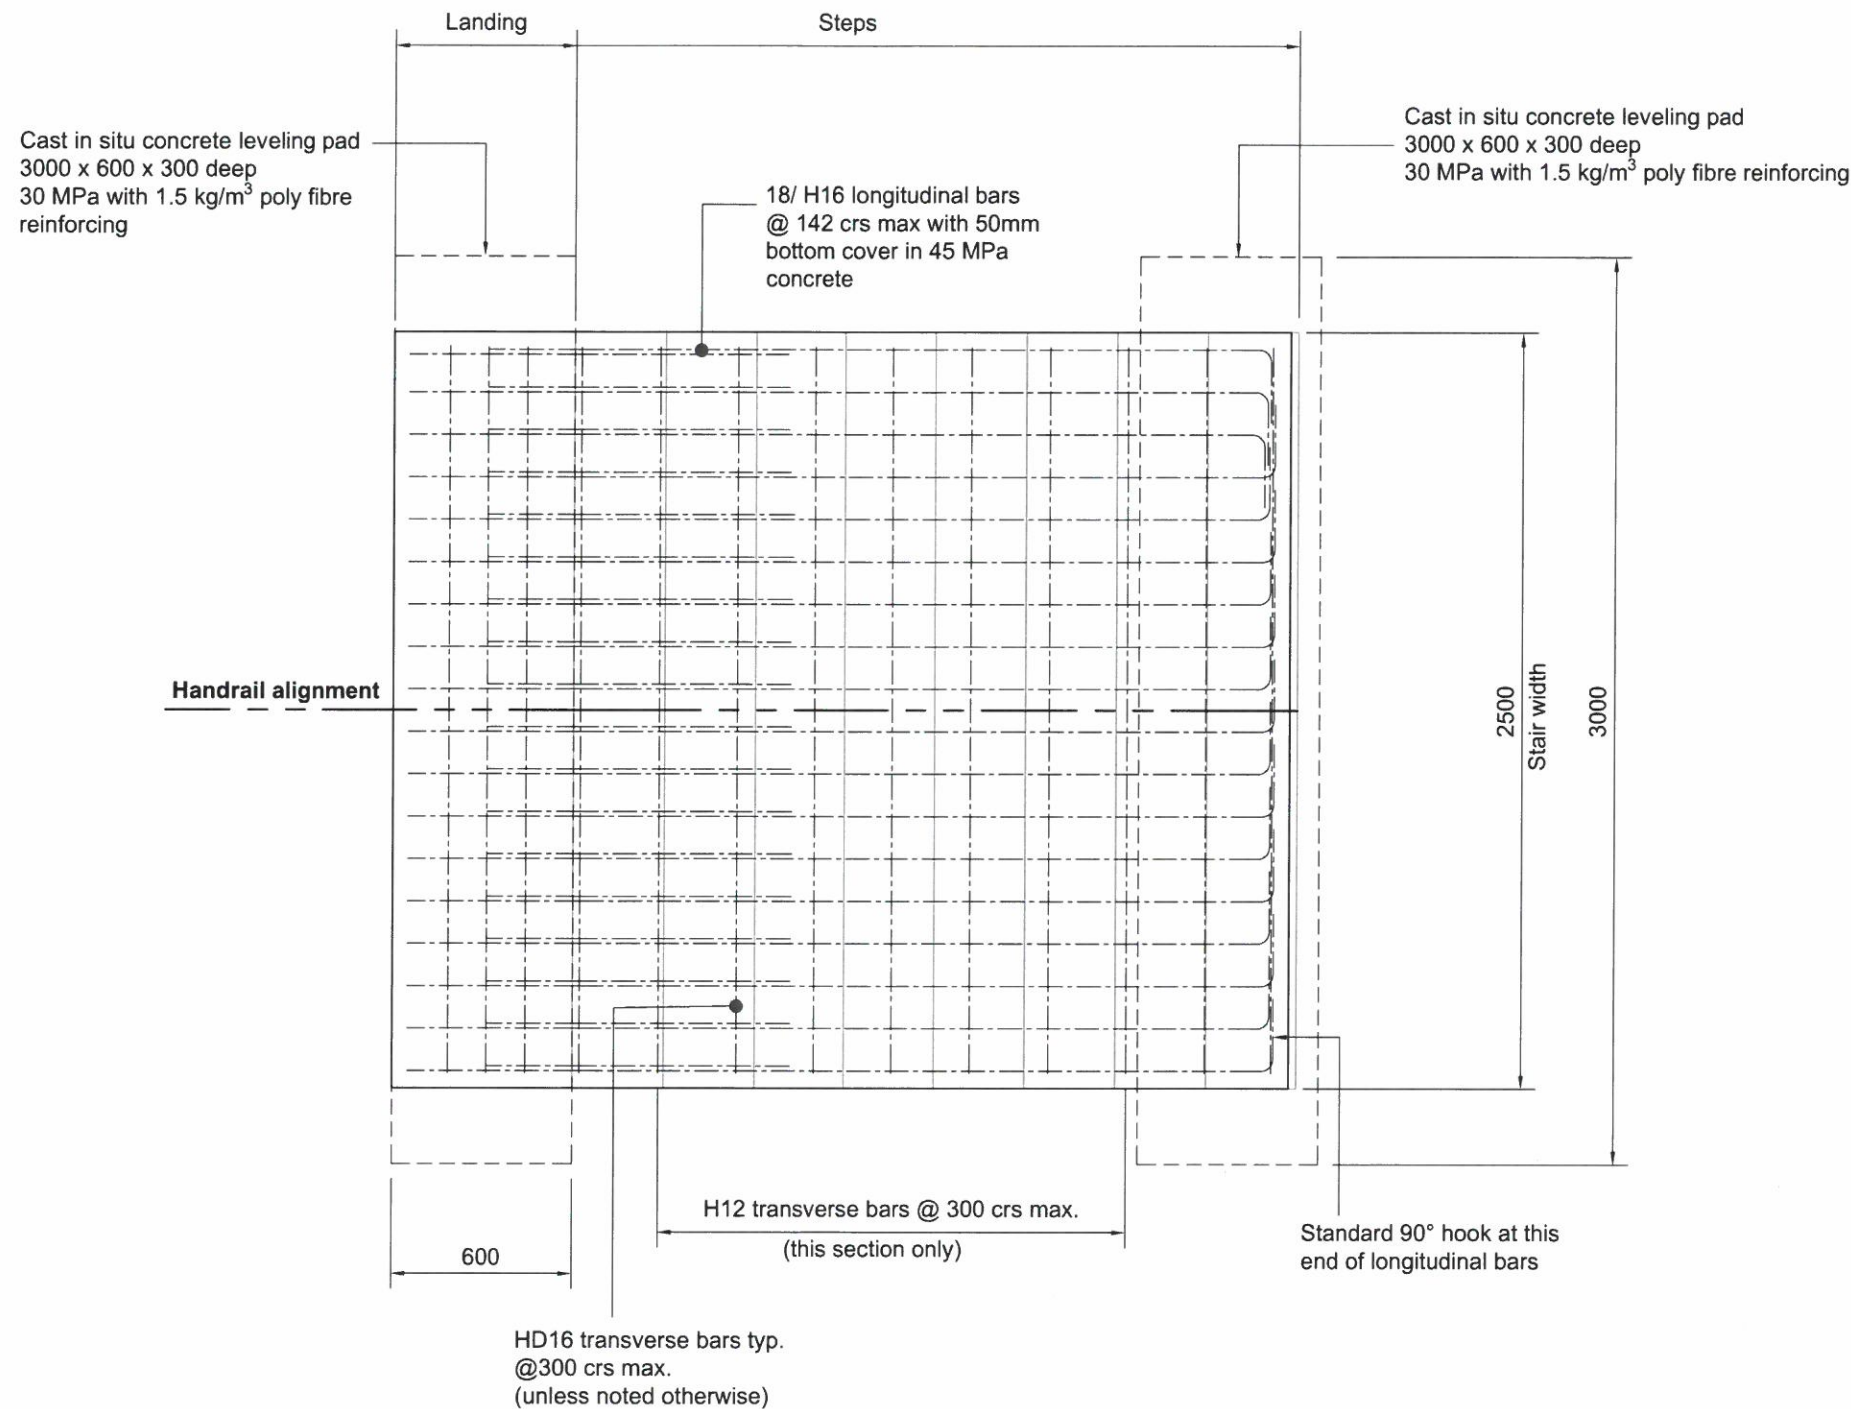 Landing
Steps
Cast in situ concrete leveling pad
3000 x 600 x 300 deep
30 MPa with 1.5 kg/m³ poly fibre
reinforcing
Cast in situ concrete leveling pad
3000 x 600 x 300 deep
30 MPa with 1.5 kg/m³ poly fibre reinforcing
18/ H16 longitudinal bars
@ 142 crs max with 50mm
bottom cover in 45 MPa
concrete
Handrail alignment
2500
Stair width
3000
H12 transverse bars @ 300 crs max.
(this section only)
600
Standard 90° hook at this
end of longitudinal bars
HD16 transverse bars typ.
@300 crs max.
(unless noted otherwise)